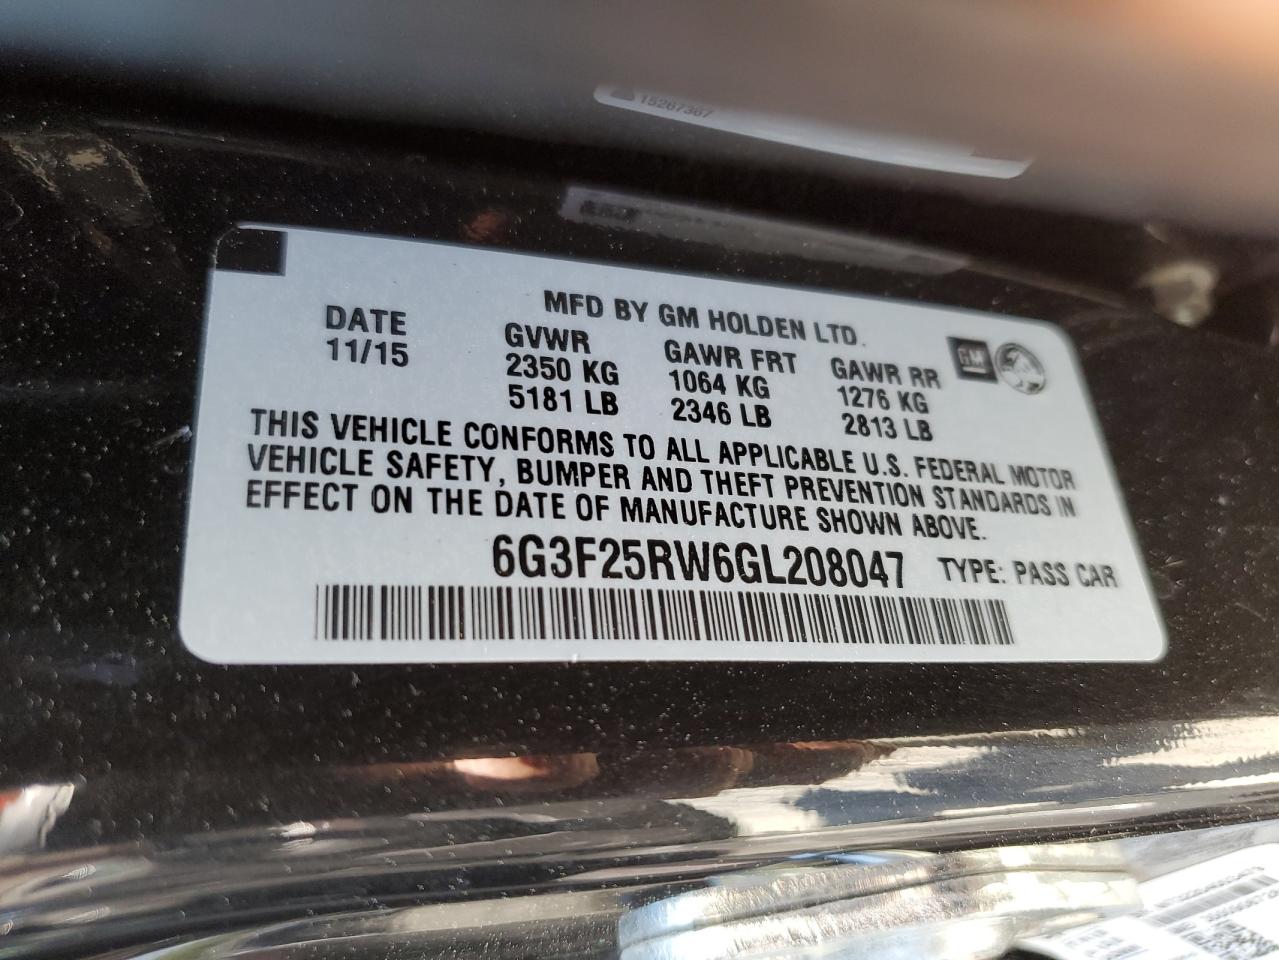 15267367
MFD BY GM HOLDEN LTD.
DATE
11/15
GVWR
2350 KG
5181 LB
GAWR FRT
1064 KG
2346 LB
GAWR RR
1276 KG
2813 LB
GM
THIS VEHICLE CONFORMS TO ALL APPLICABLE U.S. FEDERAL MOTOR
VEHICLE SAFETY, BUMPER AND THEFT PREVENTION STANDARDS IN
EFFECT ON THE DATE OF MANUFACTURE SHOWN ABOVE.
6G3F25RW6GL208047 TYPE: PASS CAR